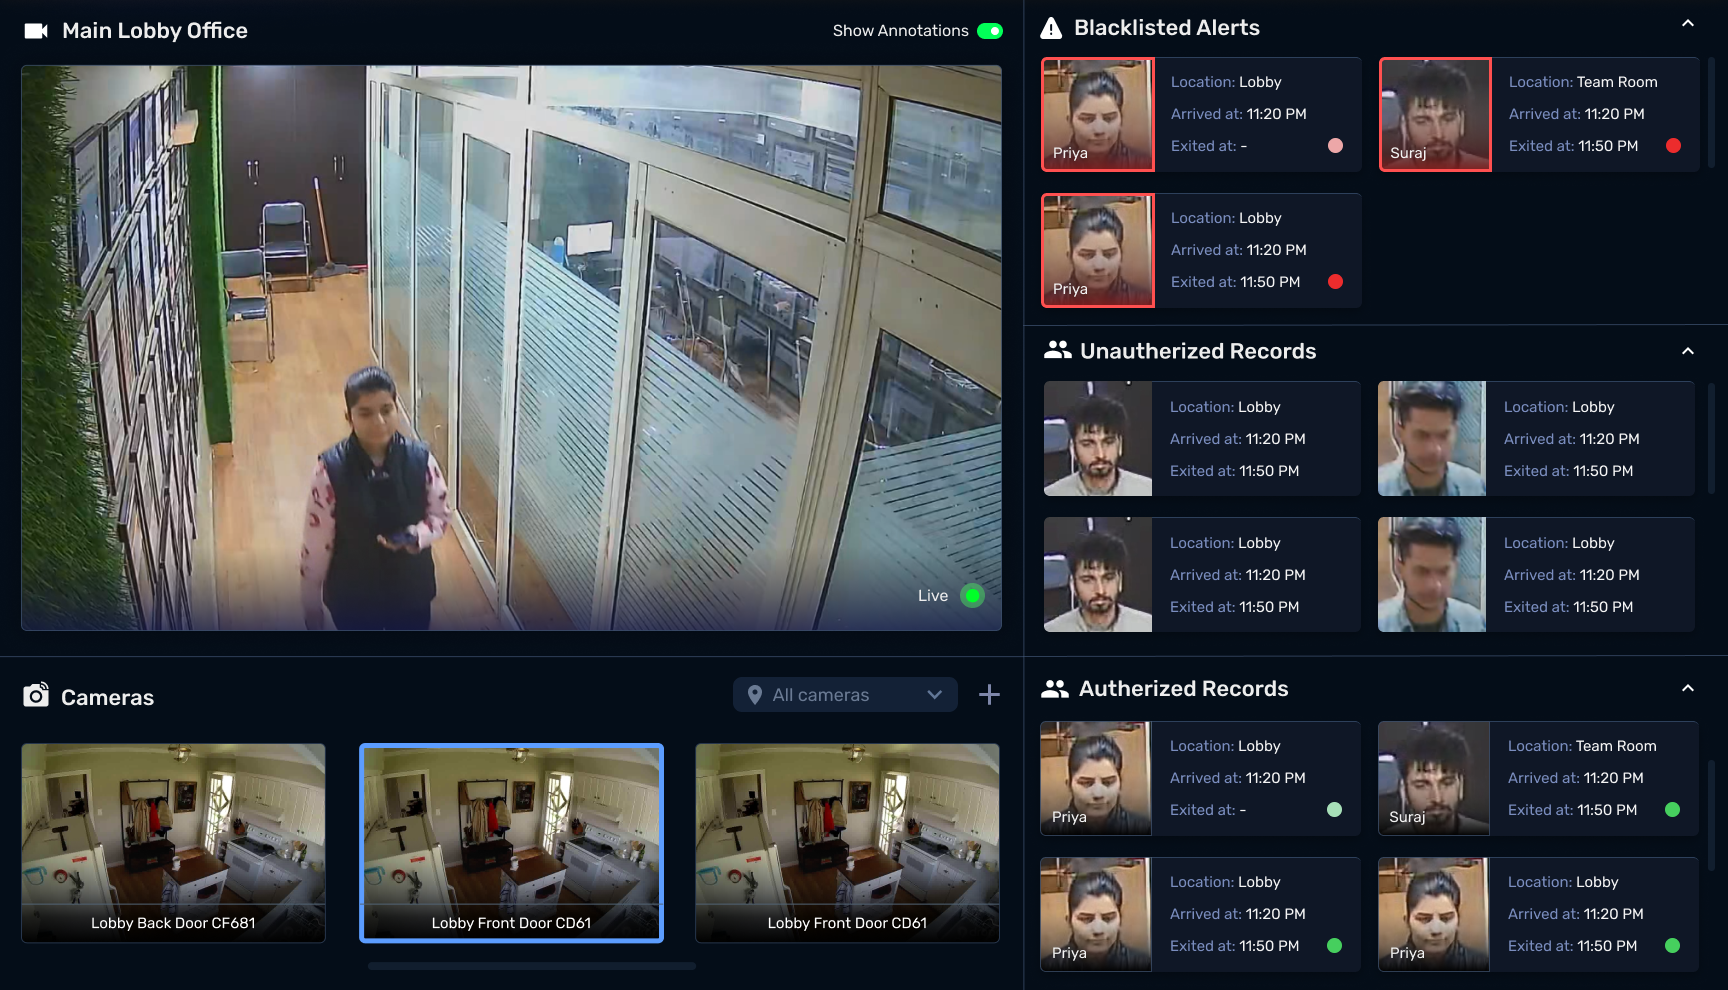 Main Lobby Office
Show Annotations
Live
Cameras
All cameras
Lobby Back Door CF681
Lobby Front Door CD61
Lobby Front Door CD61
Blacklisted Alerts
Priya
Location: Lobby
Arrived at: 11:20 PM
Exited at: -
Suraj
Location: Team Room
Arrived at: 11:20 PM
Exited at: 11:50 PM
Priya
Location: Lobby
Arrived at: 11:20 PM
Exited at: 11:50 PM
Unautherized Records
Location: Lobby
Arrived at: 11:20 PM
Exited at: 11:50 PM
Location: Lobby
Arrived at: 11:20 PM
Exited at: 11:50 PM
Location: Lobby
Arrived at: 11:20 PM
Exited at: 11:50 PM
Location: Lobby
Arrived at: 11:20 PM
Exited at: 11:50 PM
Autherized Records
Priya
Location: Lobby
Arrived at: 11:20 PM
Exited at: -
Suraj
Location: Team Room
Arrived at: 11:20 PM
Exited at: 11:50 PM
Priya
Location: Lobby
Arrived at: 11:20 PM
Exited at: 11:50 PM
Priya
Location: Lobby
Arrived at: 11:20 PM
Exited at: 11:50 PM